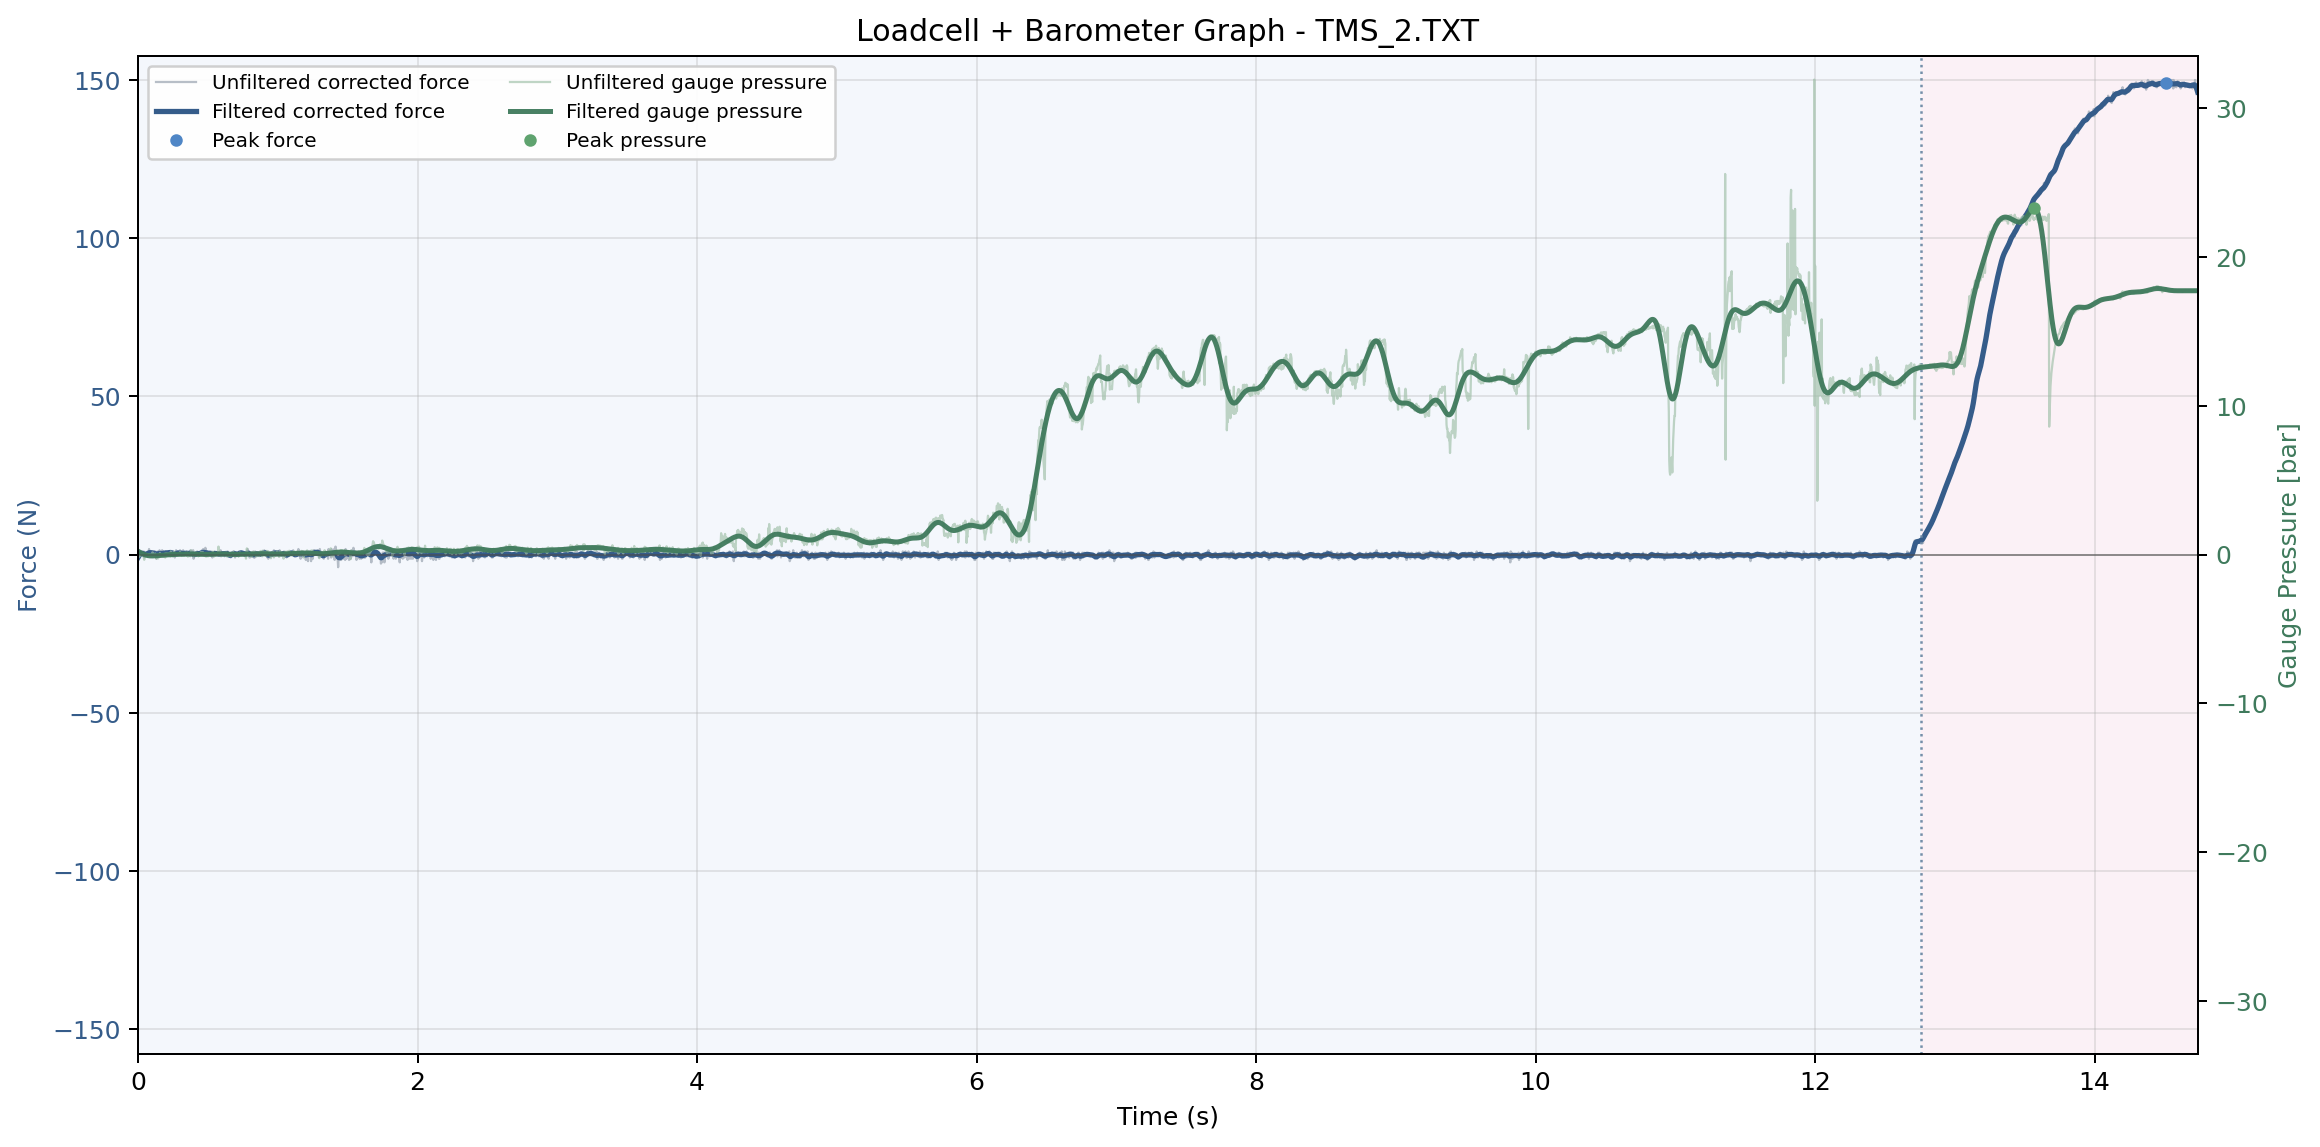 Loadcell + Barometer Graph - TMS_2.TXT
Unfiltered corrected force
Filtered corrected force
Peak force
Unfiltered gauge pressure
Filtered gauge pressure
Peak pressure
Force (N)
150
100
50
0
−50
−100
−150
Gauge Pressure [bar]
30
20
10
0
−10
−20
−30
0 2 4 6 8 10 12 14
Time (s)